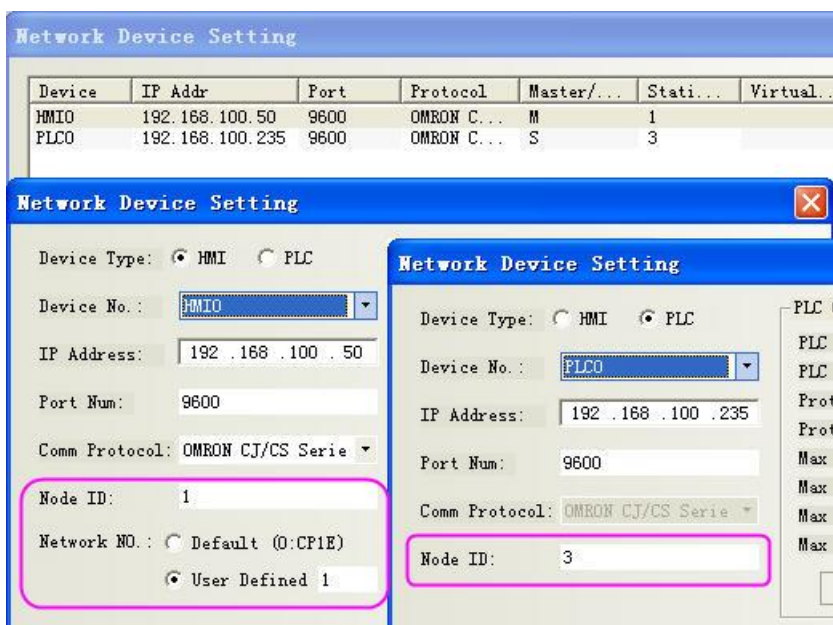 Network Device Setting
Device IP Addr Port Protocol Master/... Stati... Virtual...
HMI0 192.168.100.50 9600 OMRON C... M 1
PLC0 192.168.100.235 9600 OMRON C... S 3
Network Device Setting
Device Type: HMI PLC
Device No.: HMI0
IP Address: 192 .168 .100 . 50
Port Num: 9600
Comm Protocol: OMRON CJ/CS Serie
Node ID: 1
Network NO.: Default (0:CP1E)
User Defined 1
Network Device Setting
Device Type: HMI PLC
Device No.: PLC0
IP Address: 192 .168 .100 .235
Port Num: 9600
Comm Protocol: OMRON CJ/CS Serie
Node ID: 3
PLC
PLC
PLC
Prot
Prot
Max
Max
Max
Max